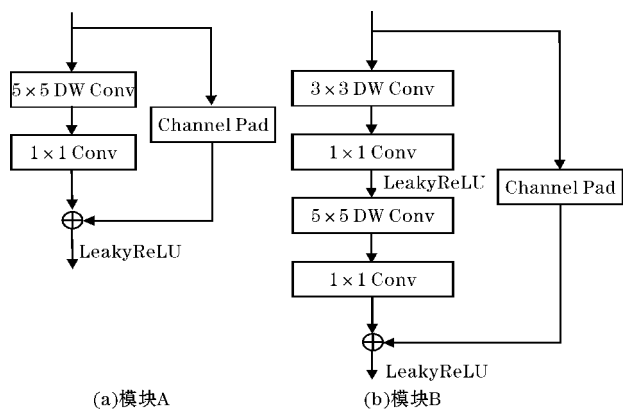 5×5 DW Conv
1×1 Conv
Channel Pad
LeakyReLU
(a)模块A
3×3 DW Conv
1×1 Conv
LeakyReLU
5×5 DW Conv
1×1 Conv
Channel Pad
LeakyReLU
(b)模块B